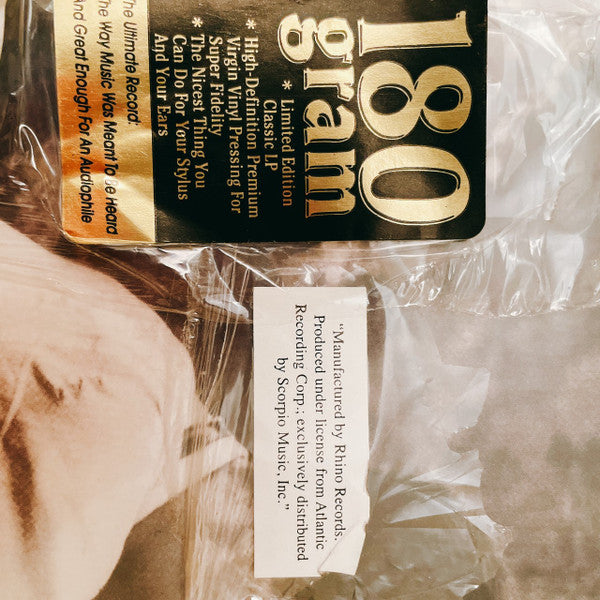 180
gram
* Limited Edition
Classic LP
* High-Definition Premium
Virgin Vinyl Pressing For
Super Fidelity
* The Nicest Thing You
Can Do For Your Stylus
And Your Ears
The Ultimate Record:
The Way Music Was Meant To Be Heard
And Great Enough For An Audiophile
"Manufactured by Rhino Records.
Produced under license from Atlantic
Recording Corp.; exclusively distributed
by Scorpio Music, Inc."